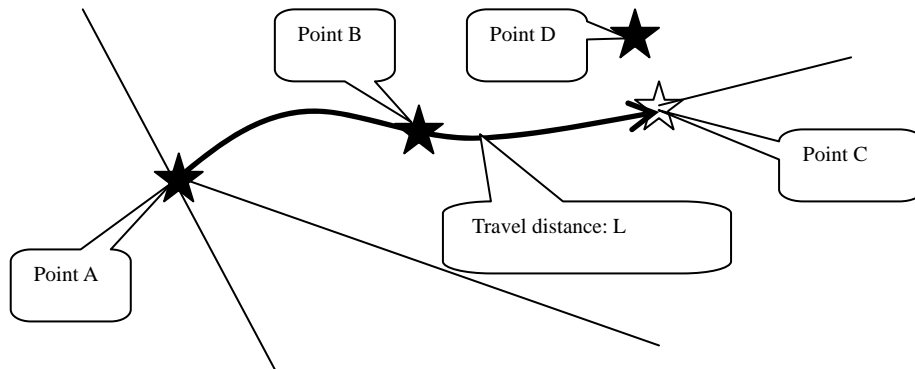 Point B
Point D
Point C
Travel distance: L
Point A